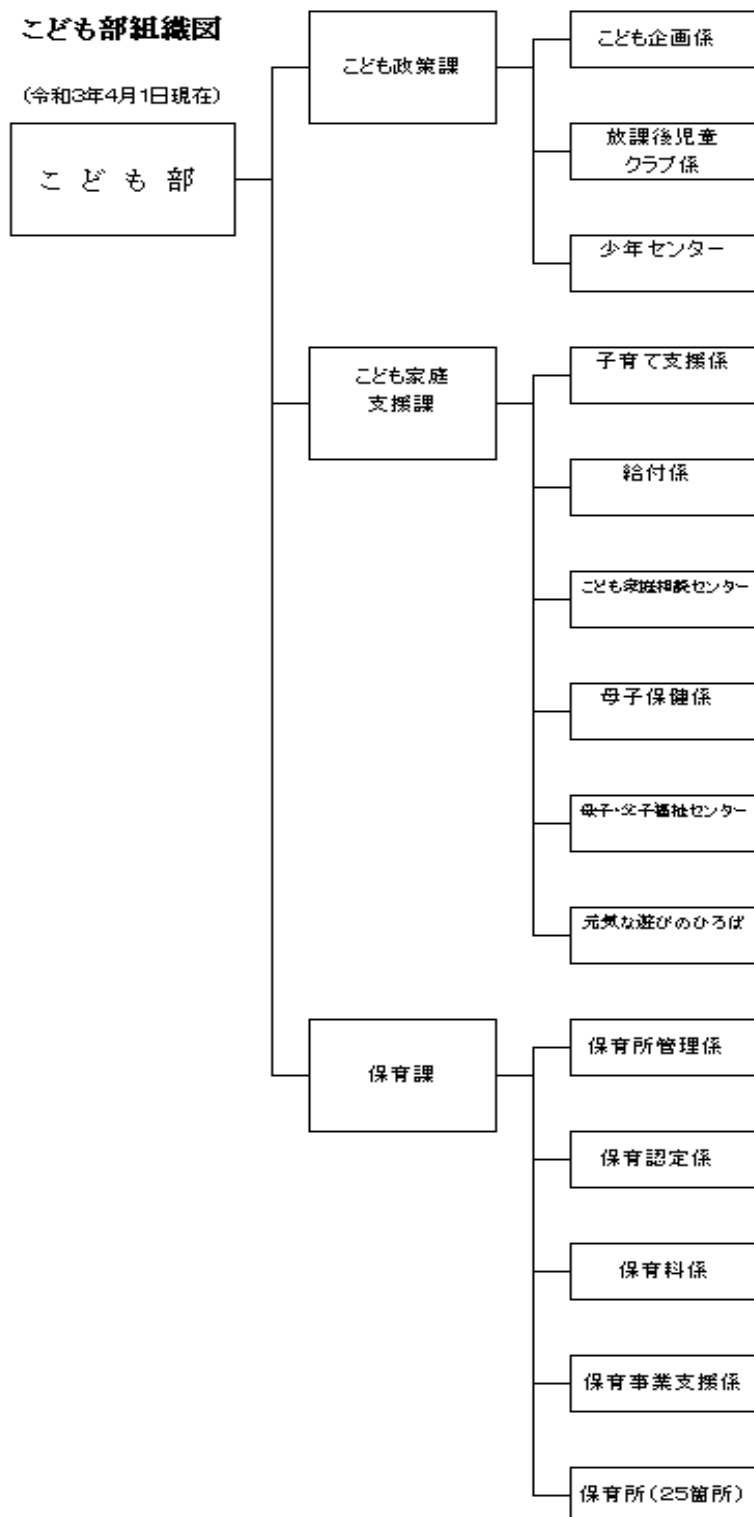 こども部組織図
(令和3年4月1日現在)
こども部
こども政策課
こども企画係
放課後児童
クラブ係
少年センター
こども家庭
支援課
子育て支援係
給付係
こども家庭相談センター
母子保健係
母子・父子福祉センター
元気な遊びのひろば
保育課
保育所管理係
保育認定係
保育料係
保育事業支援係
保育所(25箇所)